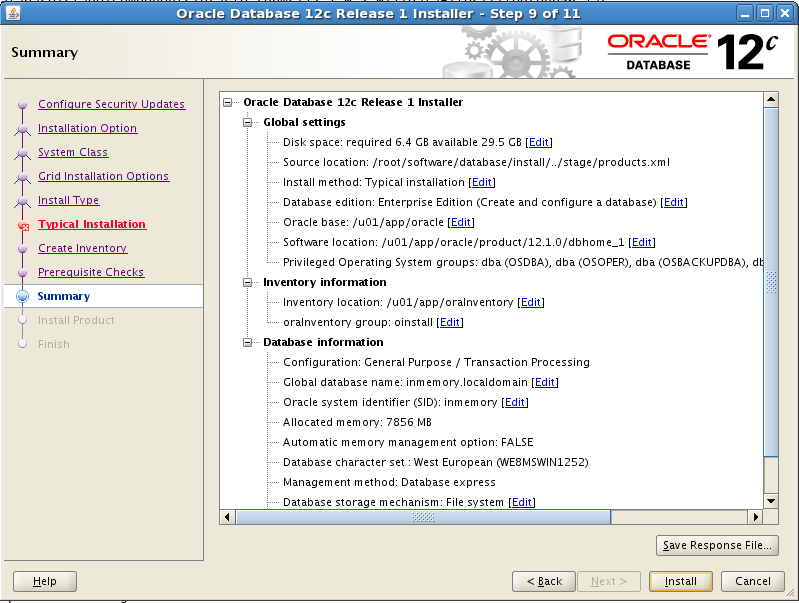 Oracle Database 12c Release 1 Installer - Step 9 of 11
Summary
ORACLE®
DATABASE
12c
Configure Security Updates
Installation Option
System Class
Grid Installation Options
Install Type
Typical Installation
Create Inventory
Prerequisite Checks
Summary
Install Product
Finish
Oracle Database 12c Release 1 Installer
Global settings
Disk space: required 6.4 GB available 29.5 GB [Edit]
Source location: /root/software/database/install/../stage/products.xml
Install method: Typical installation [Edit]
Database edition: Enterprise Edition (Create and configure a database) [Edit]
Oracle base: /u01/app/oracle [Edit]
Software location: /u01/app/oracle/product/12.1.0/dbhome_1 [Edit]
Privileged Operating System groups: dba (OSDBA), dba (OSOPER), dba (OSBACKUPDBA), db
Inventory information
Inventory location: /u01/app/oraInventory [Edit]
oraInventory group: oinstall [Edit]
Database information
Configuration: General Purpose / Transaction Processing
Global database name: inmemory.localdomain [Edit]
Oracle system identifier (SID): inmemory [Edit]
Allocated memory: 7856 MB
Automatic memory management option: FALSE
Database character set : West European (WE8MSWIN1252)
Management method: Database express
Database storage mechanism: File system [Edit]
Save Response File...
Help
< Back
Next >
Install
Cancel